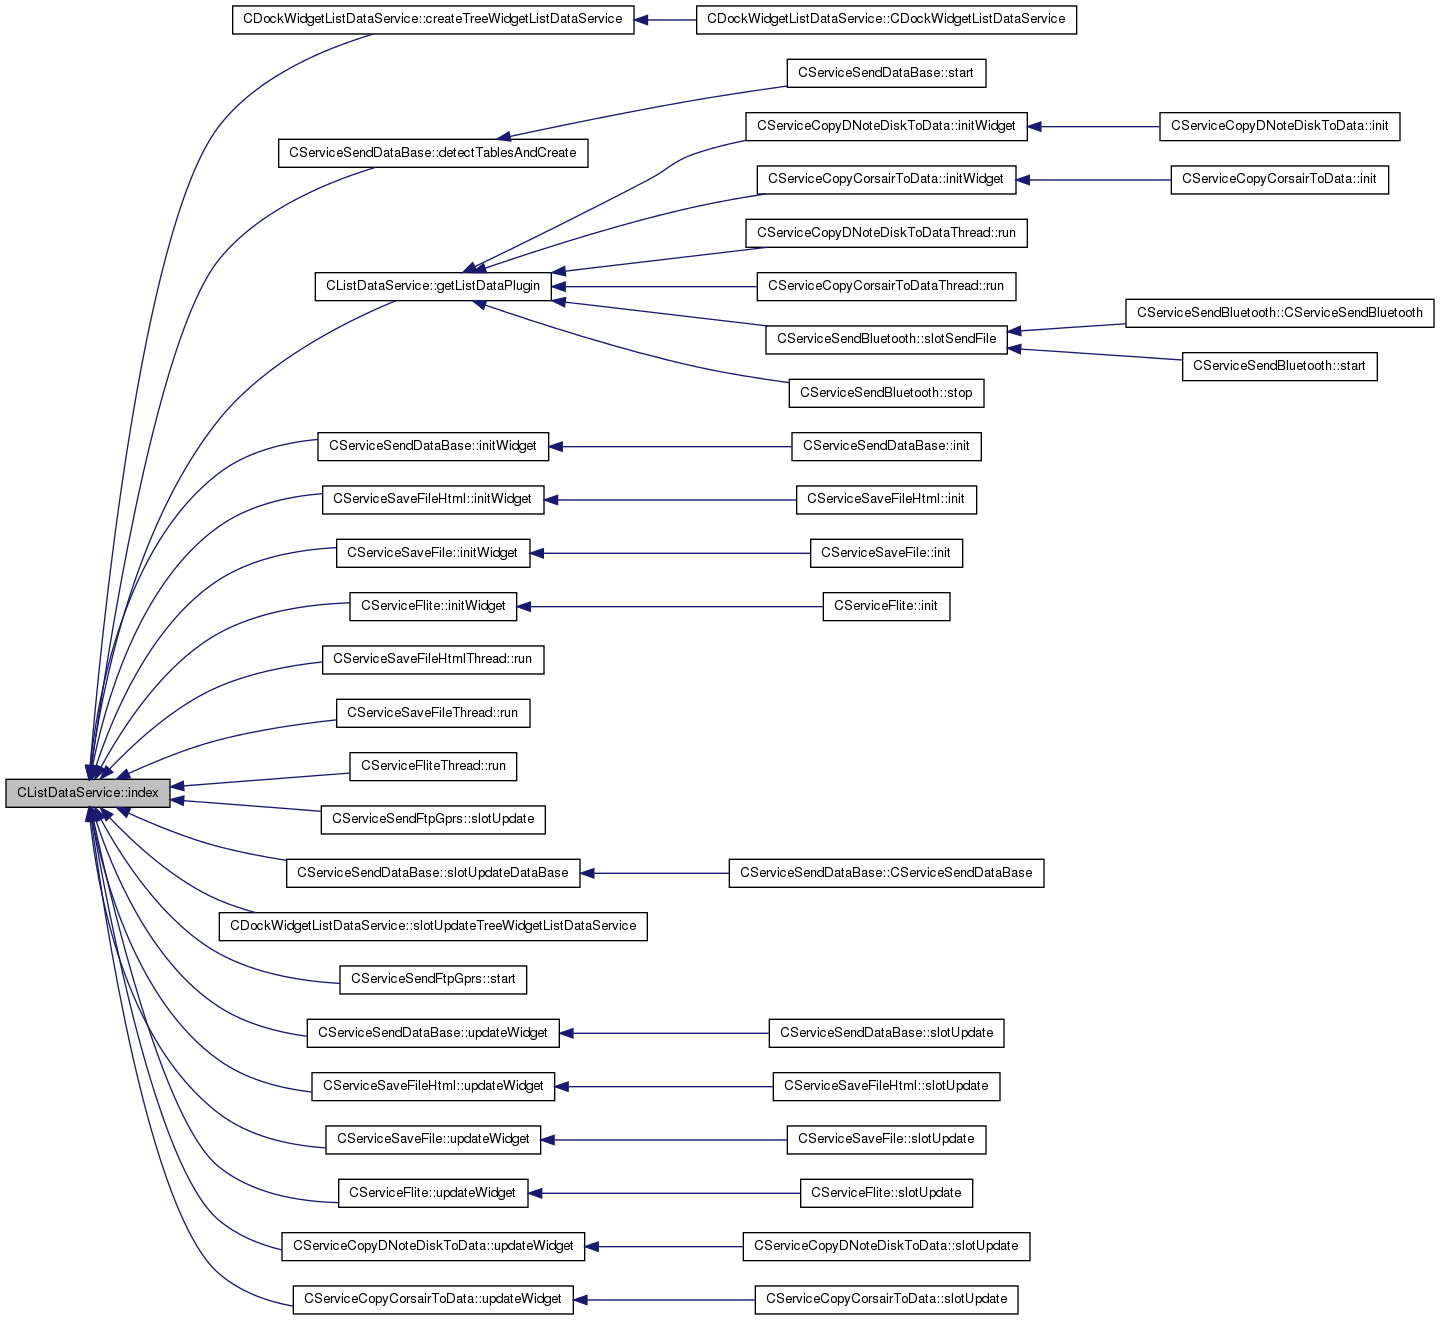 CDockWidgetListDataService::createTreeWidgetListDataService
CDockWidgetListDataService::CDockWidgetListDataService
CServiceSendDataBase::start
CServiceCopyDNoteDiskToData::initWidget
CServiceCopyDNoteDiskToData::init
CServiceSendDataBase::detectTablesAndCreate
CServiceCopyCorsairToData::initWidget
CServiceCopyCorsairToData::init
CServiceCopyDNoteDiskToDataThread::run
CListDataService::getListDataPlugin
CServiceCopyCorsairToDataThread::run
CServiceSendBluetooth::CServiceSendBluetooth
CServiceSendBluetooth::slotSendFile
CServiceSendBluetooth::start
CServiceSendBluetooth::stop
CServiceSendDataBase::initWidget
CServiceSendDataBase::init
CServiceSaveFileHtml::initWidget
CServiceSaveFileHtml::init
CServiceSaveFile::initWidget
CServiceSaveFile::init
CServiceFlite::initWidget
CServiceFlite::init
CServiceSaveFileHtmlThread::run
CServiceSaveFileThread::run
CServiceFliteThread::run
CListDataService::index
CServiceSendFtpGprs::slotUpdate
CServiceSendDataBase::slotUpdateDataBase
CServiceSendDataBase::CServiceSendDataBase
CDockWidgetListDataService::slotUpdateTreeWidgetListDataService
CServiceSendFtpGprs::start
CServiceSendDataBase::updateWidget
CServiceSendDataBase::slotUpdate
CServiceSaveFileHtml::updateWidget
CServiceSaveFileHtml::slotUpdate
CServiceSaveFile::updateWidget
CServiceSaveFile::slotUpdate
CServiceFlite::updateWidget
CServiceFlite::slotUpdate
CServiceCopyDNoteDiskToData::updateWidget
CServiceCopyDNoteDiskToData::slotUpdate
CServiceCopyCorsairToData::updateWidget
CServiceCopyCorsairToData::slotUpdate